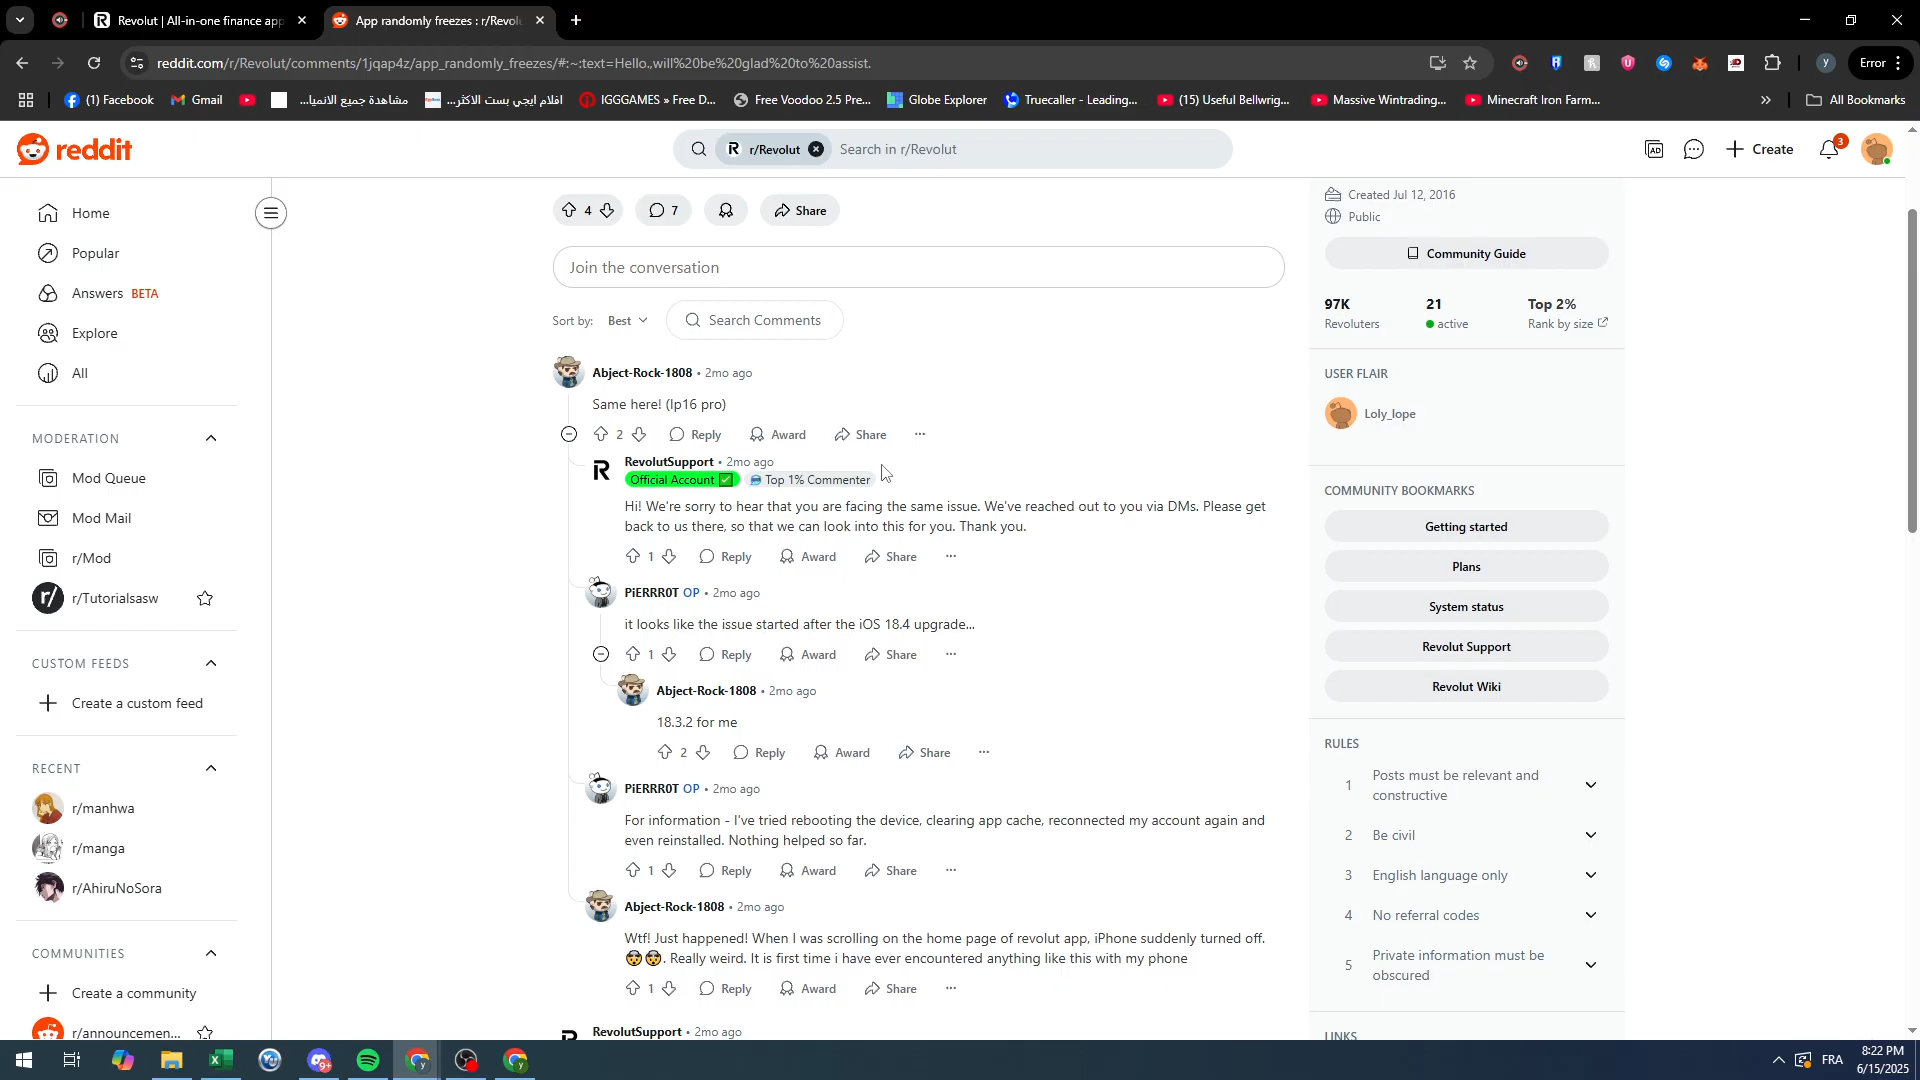 Revolut | All-in-one finance app
App randomly freezes : r/Revolu
reddit.com/r/Revolut/comments/1jqap4z/app_randomly_freezes/#:~:text=Hello.,will%20be%20glad%20to%20assist.
y
Error
(1) Facebook
Gmail
مشاهدة جميع الانميا...
افلام ايجي بست الاكثر...
IGGGAMES » Free D...
Free Voodoo 2.5 Pre...
Globe Explorer
Truecaller - Leading...
(15) Useful Bellwrig...
Massive Wintrading...
Minecraft Iron Farm...
All Bookmarks
reddit
r/Revolut
Search in r/Revolut
Create
3
Home
Popular
Answers BETA
Explore
All
MODERATION
Mod Queue
Mod Mail
r/Mod
r/Tutorialsasw
CUSTOM FEEDS
Create a custom feed
RECENT
r/manhwa
r/manga
r/AhiruNoSora
COMMUNITIES
Create a community
r/announcemen...
4
7
Share
Join the conversation
Sort by: Best
Search Comments
Abject-Rock-1808 • 2mo ago
Same here! (Ip16 pro)
2 Reply Award Share
RevolutSupport • 2mo ago
Official Account ✅ Top 1% Commenter
Hi! We're sorry to hear that you are facing the same issue. We've reached out to you via DMs. Please get
back to us there, so that we can look into this for you. Thank you.
1 Reply Award Share
PiERRR0T OP • 2mo ago
it looks like the issue started after the iOS 18.4 upgrade...
1 Reply Award Share
Abject-Rock-1808 • 2mo ago
18.3.2 for me
2 Reply Award Share
PiERRR0T OP • 2mo ago
For information - I've tried rebooting the device, clearing app cache, reconnected my account again and
even reinstalled. Nothing helped so far.
1 Reply Award Share
Abject-Rock-1808 • 2mo ago
Wtf! Just happened! When I was scrolling on the home page of revolut app, iPhone suddenly turned off.
🤯🤯. Really weird. It is first time i have ever encountered anything like this with my phone
1 Reply Award Share
RevolutSupport • 2mo ago
Created Jul 12, 2016
Public
Community Guide
97K 21 Top 2%
Revoluters active Rank by size
USER FLAIR
Loly_lope
COMMUNITY BOOKMARKS
Getting started
Plans
System status
Revolut Support
Revolut Wiki
RULES
1 Posts must be relevant and
constructive
2 Be civil
3 English language only
4 No referral codes
5 Private information must be
obscured
LINKS
9+
FRA
8:22 PM
6/15/2025